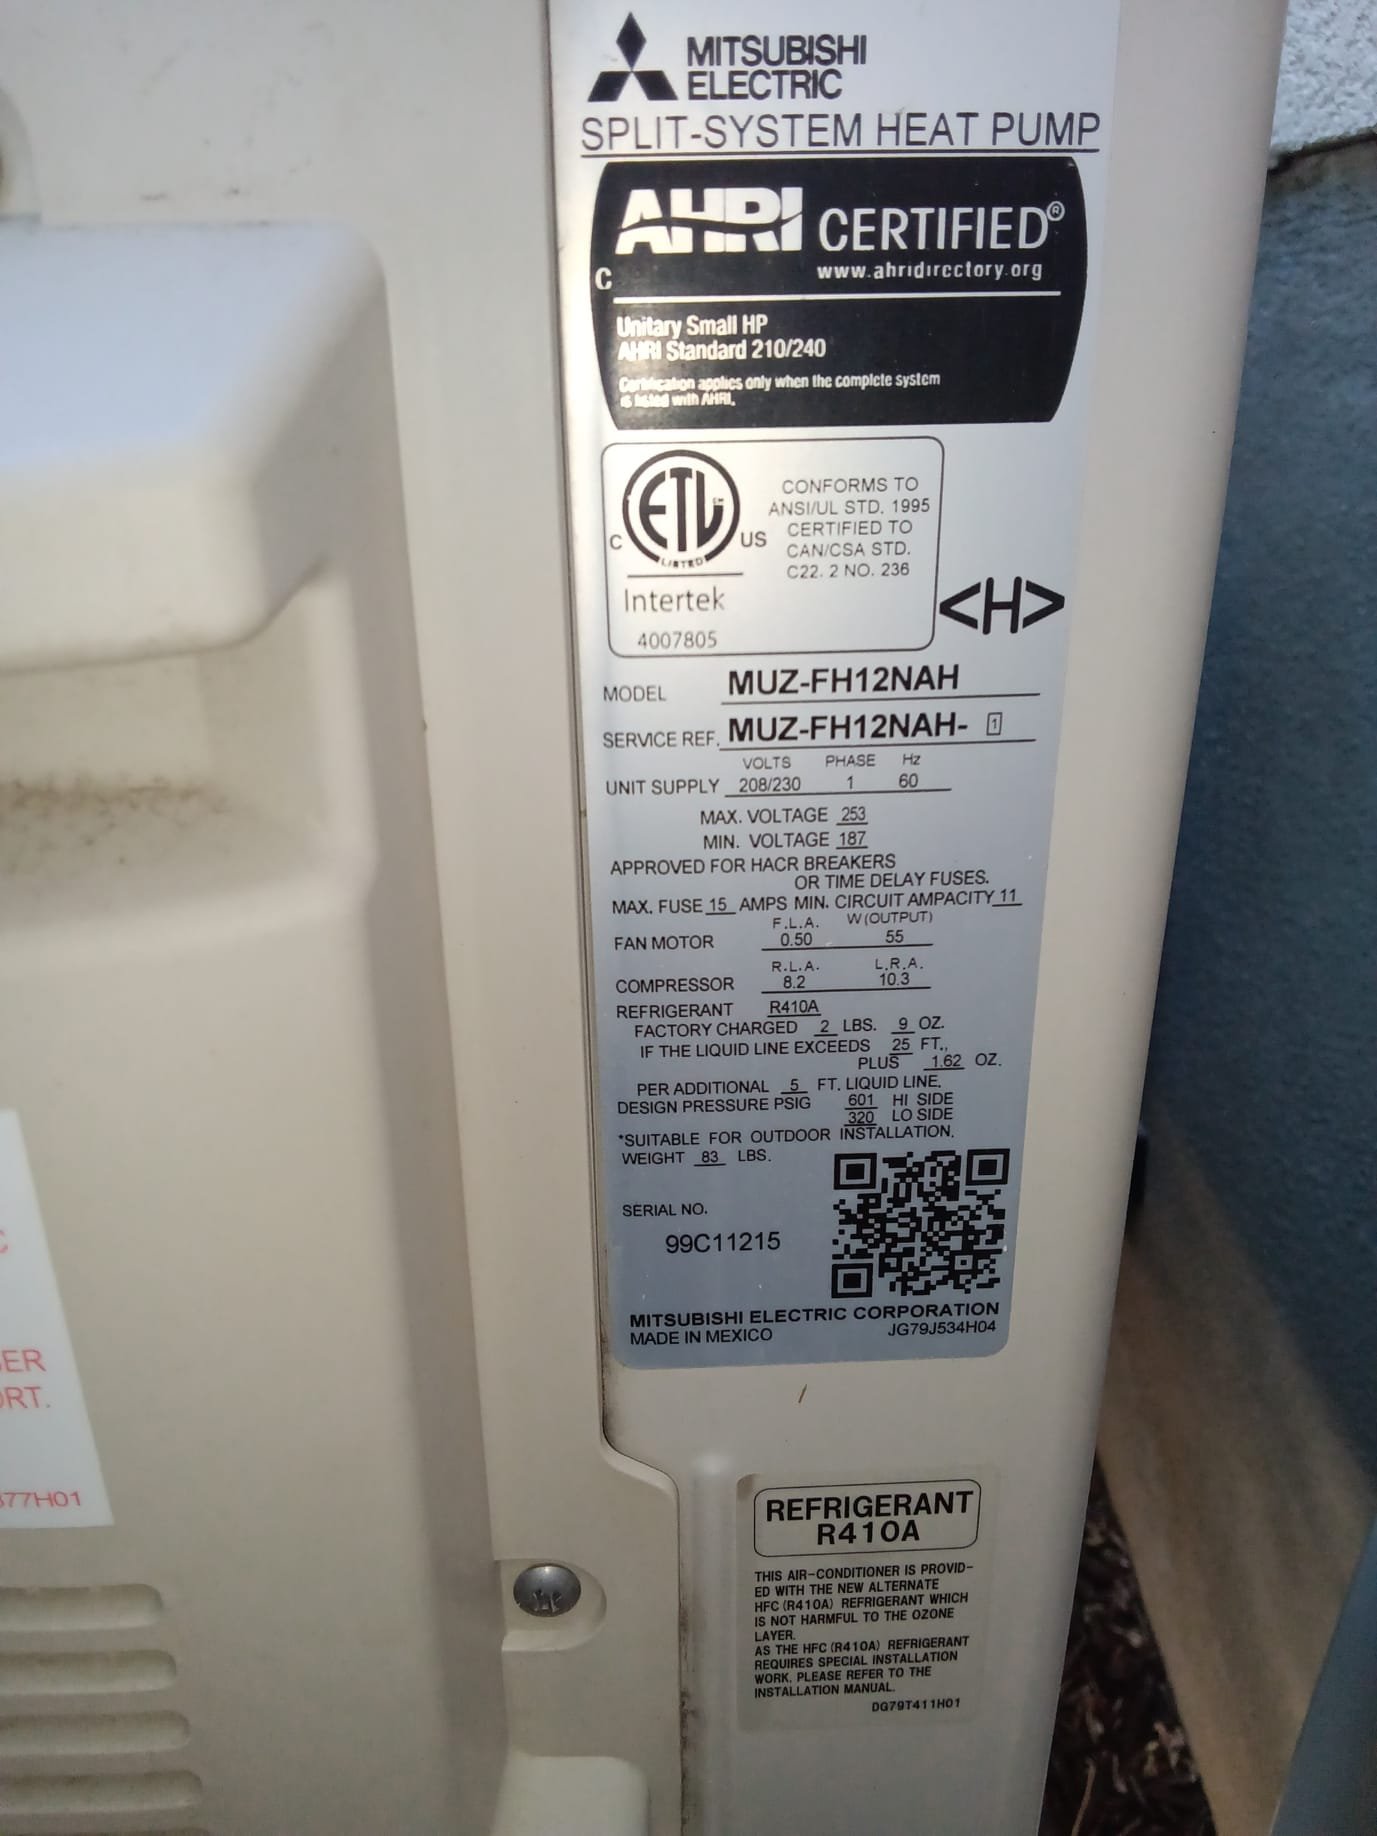 MITSUBISHI
ELECTRIC
SPLIT-SYSTEM HEAT PUMP
AHRI CERTIFIED®
www.ahridirectory.org
C
Unitary Small HP
AHRI Standard 210/240
Certification applies only when the complete system
is listed with AHRI.
ETL CM
LISTED
C US
CONFORMS TO
ANSI/UL STD. 1995
CERTIFIED TO
CAN/CSA STD.
C22. 2 NO. 236
Intertek
4007805
<H>
MODEL MUZ-FH12NAH
SERVICE REF. MUZ-FH12NAH- 1
VOLTS PHASE Hz
UNIT SUPPLY 208/230 1 60
MAX. VOLTAGE 253
MIN. VOLTAGE 187
APPROVED FOR HACR BREAKERS
OR TIME DELAY FUSES.
MAX. FUSE 15 AMPS MIN. CIRCUIT AMPACITY 11
F.L.A. W(OUTPUT)
FAN MOTOR 0.50 55
R.L.A. L.R.A.
COMPRESSOR 8.2 10.3
REFRIGERANT R410A
FACTORY CHARGED 2 LBS. 9 OZ.
IF THE LIQUID LINE EXCEEDS 25 FT.,
PLUS 1.62 OZ.
PER ADDITIONAL 5 FT. LIQUID LINE.
DESIGN PRESSURE PSIG 601 HI SIDE
320 LO SIDE
*SUITABLE FOR OUTDOOR INSTALLATION.
WEIGHT 83 LBS.
SERIAL NO.
99C11215
MITSUBISHI ELECTRIC CORPORATION
MADE IN MEXICO JG79J534H04
REFRIGERANT
R410A
THIS AIR-CONDITIONER IS PROVID-
ED WITH THE NEW ALTERNATE
HFC (R410A) REFRIGERANT WHICH
IS NOT HARMFUL TO THE OZONE
LAYER.
AS THE HFC (R410A) REFRIGERANT
REQUIRES SPECIAL INSTALLATION
WORK, PLEASE REFER TO THE
INSTALLATION MANUAL.
DG79T411H01
C
ER
ORT.
377H01